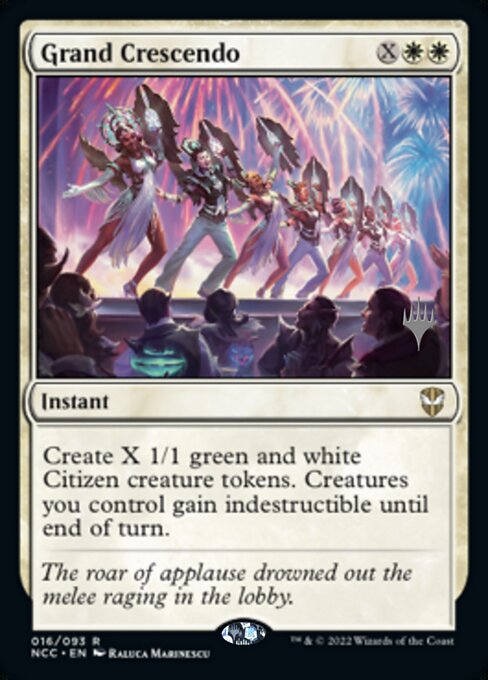 Grand Crescendo X
Instant
Create X 1/1 green and white
Citizen creature tokens. Creatures
you control gain indestructible until
end of turn.
The roar of applause drowned out the
melee raging in the lobby.
016/093 R
NCC • EN RALUCA MARINESCU
™ & © 2022 Wizards of the Coast